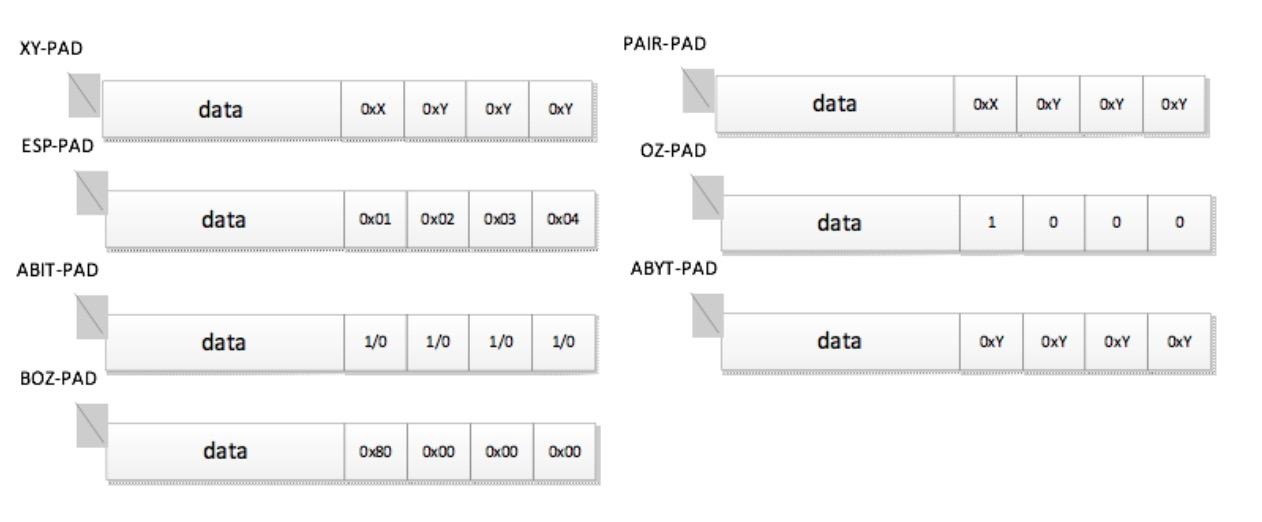 XY-PAD
data 0xX 0xY 0xY 0xY
ESP-PAD
data 0x01 0x02 0x03 0x04
ABIT-PAD
data 1/0 1/0 1/0 1/0
BOZ-PAD
data 0x80 0x00 0x00 0x00
PAIR-PAD
data 0xX 0xY 0xY 0xY
OZ-PAD
data 1 0 0 0
ABYT-PAD
data 0xY 0xY 0xY 0xY